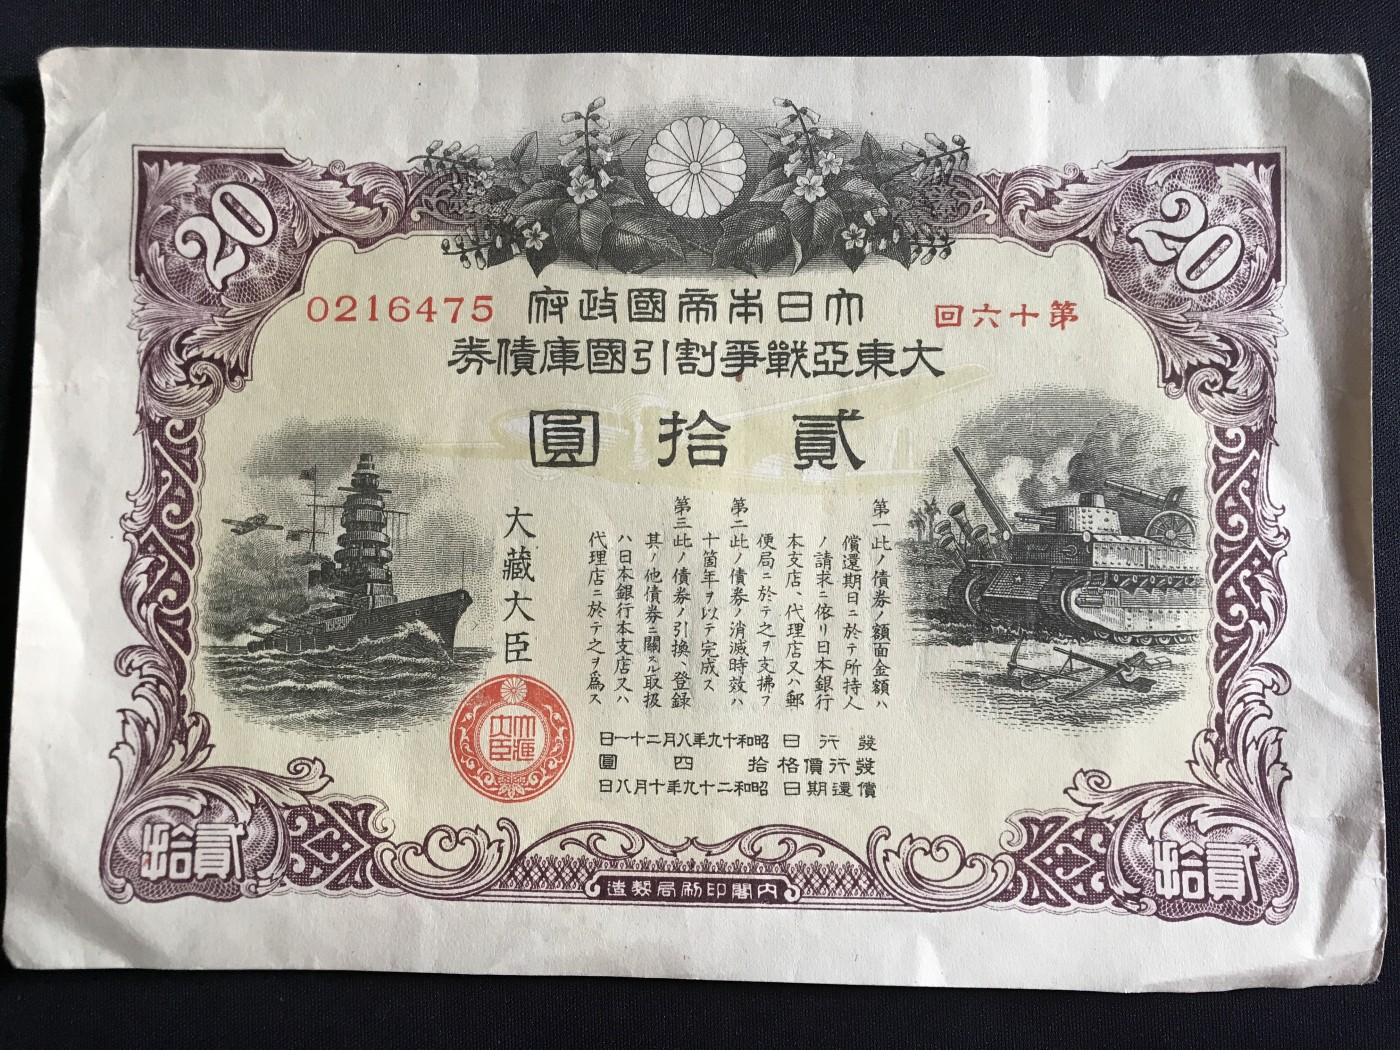 20
20
第十六回
大日本帝國政府
0216475
大東亞戰爭割引國庫債券
貳拾圓
第一此ノ債券ノ額面金額ハ
償還期日ニ於テ所持人
ノ請求ニ依リ日本銀行
本支店、代理店又ハ郵
便局ニ於テ之ヲ支拂フ
第二此ノ債券ノ消滅時效ハ
十箇年ヲ以テ完成ス
第三此ノ債券ノ引換、登錄
其ノ他債券ニ關スル取扱
ハ日本銀行本支店又ハ
代理店ニ於テ之ヲ爲ス
大藏大臣
大藏大臣
發行日 昭和十九年八月二十一日
發行價格 拾四圓
償還期日 昭和二十九年十月八日
貳拾
貳拾
內閣印刷局製造